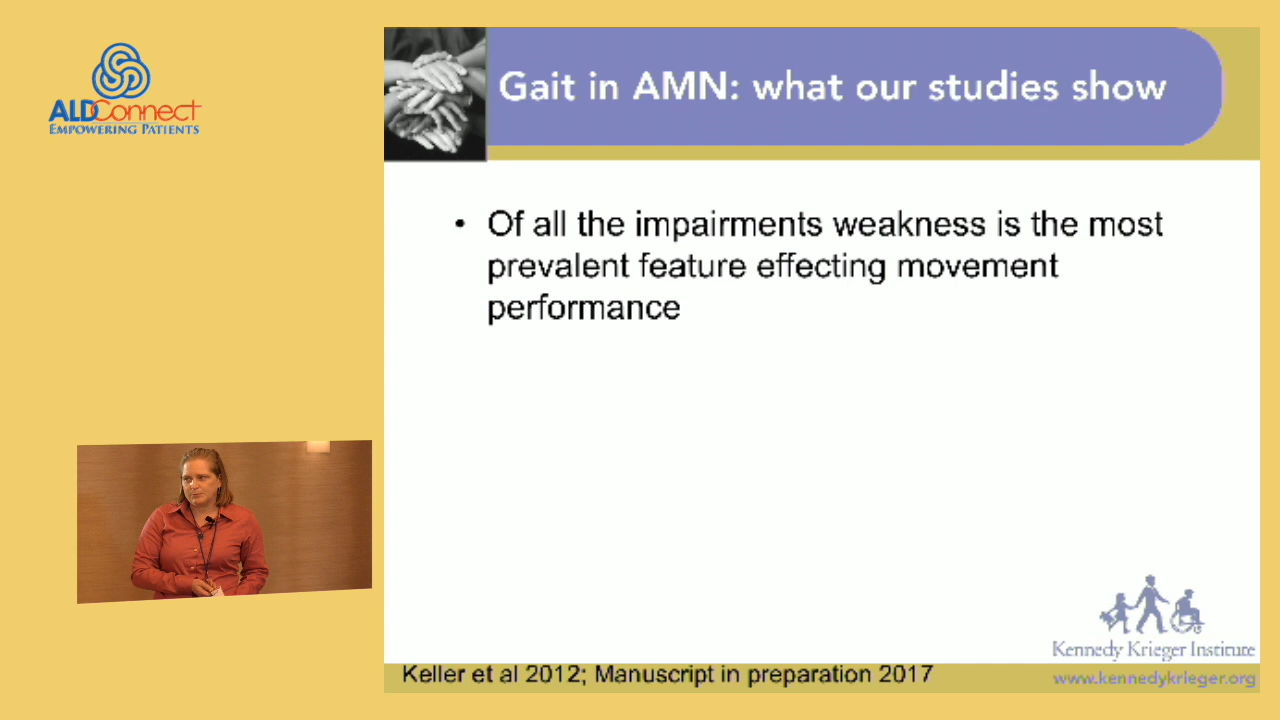 ALDConnect
EMPOWERING PATIENTS
Gait in AMN: what our studies show
• Of all the impairments weakness is the most
prevalent feature effecting movement
performance
Kennedy Krieger Institute
Keller et al 2012; Manuscript in preparation 2017
www.kennedykrieger.org